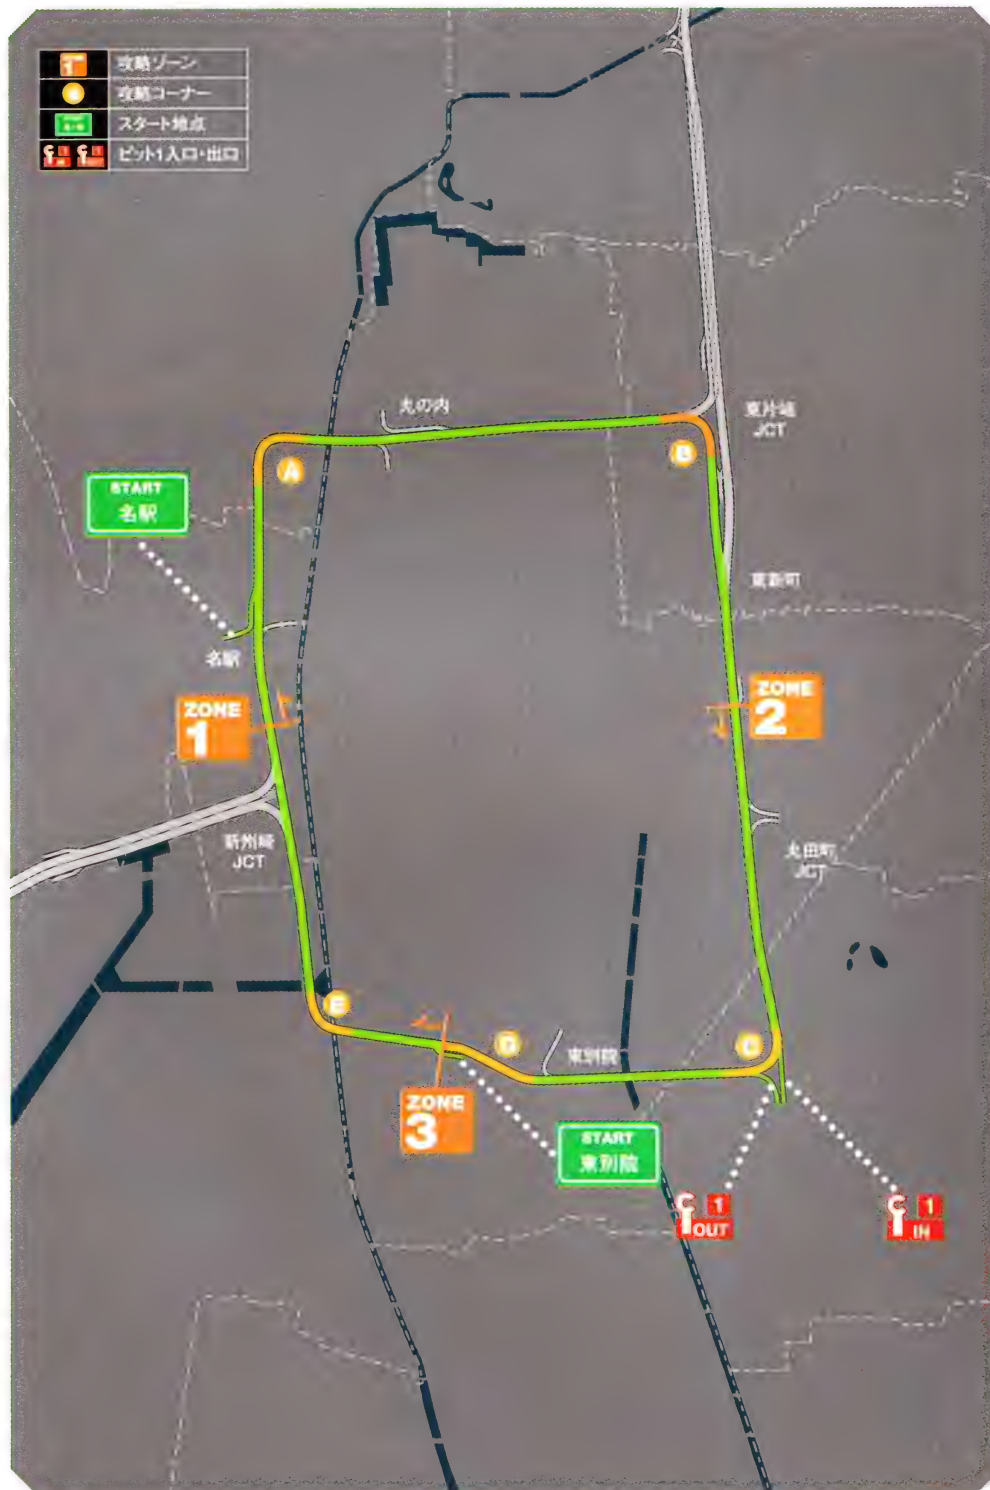 攻略ゾーン
攻略コーナー
スタート地点
ピット1入口・出口
丸の内
東片端
JCT
A
B
START
名駅
東新町
名駅
ZONE
1
ZONE
2
新洲崎
JCT
丸田町
JCT
E
D
C
東別院
ZONE
3
START
東別院
1
OUT
1
IN